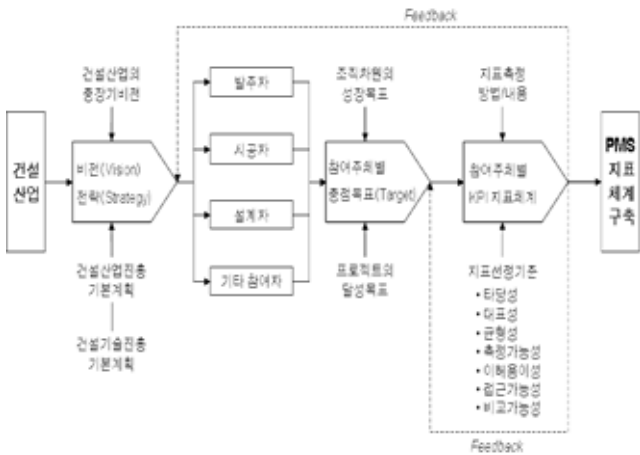 Feedback
건설산업의
중장기비전
조직차원의
성장목표
지표측정
방법/내용
건설
산업
비전(Vision)
전략(Strategy)
발주자
시공자
설계자
기타 참여자
참여주체별
중점목표(Target)
참여주체별
KPI 지표체계
PMS
지표
체계
구축
건설산업진흥
기본계획
건설기술진흥
기본계획
프로젝트의
달성목표
지표선정기준
• 타당성
• 대표성
• 균형성
• 측정가능성
• 이해용이성
• 접근가능성
• 비교가능성
Feedback